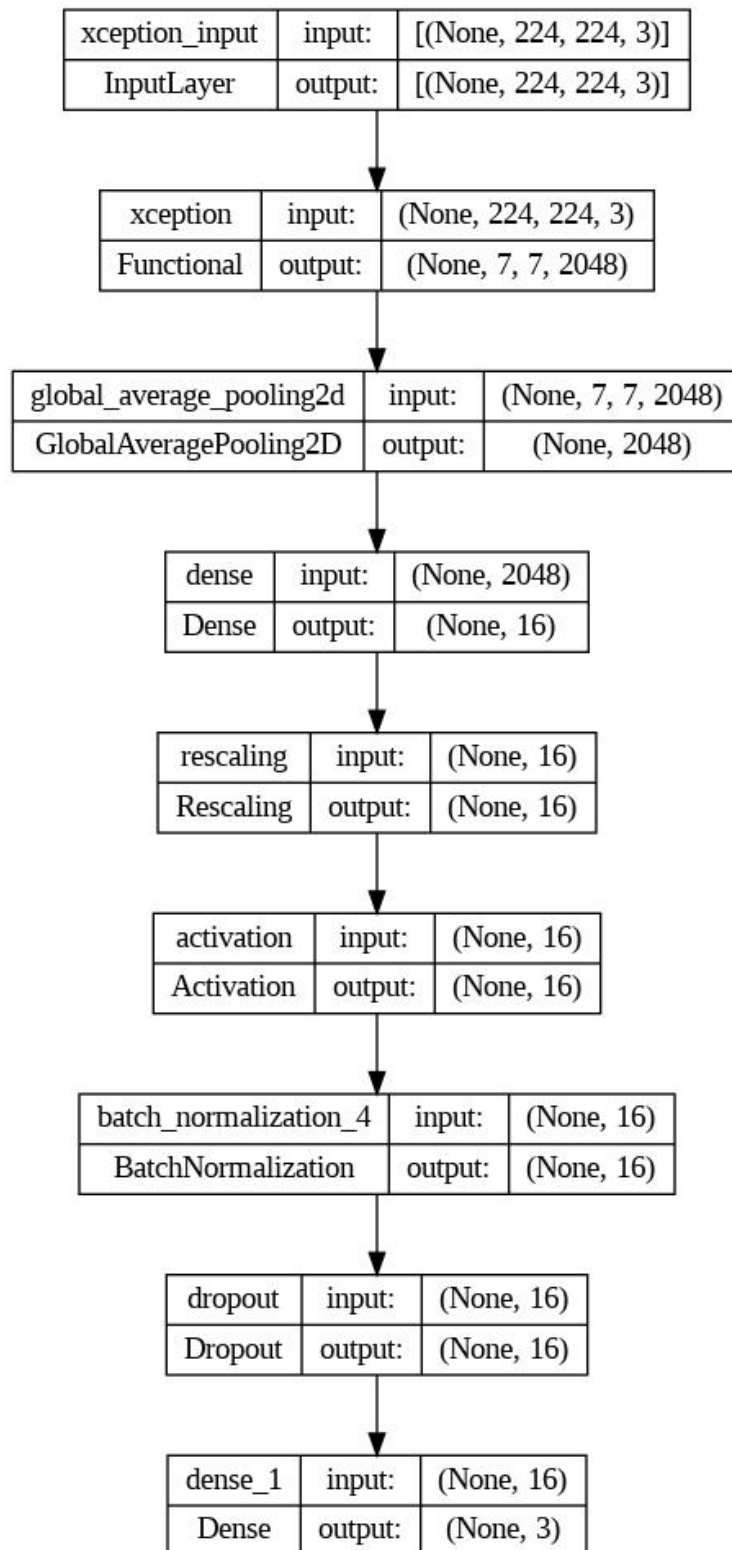 xception_input input: [(None, 224, 224, 3)]
InputLayer output: [(None, 224, 224, 3)]
xception input: (None, 224, 224, 3)
Functional output: (None, 7, 7, 2048)
global_average_pooling2d input: (None, 7, 7, 2048)
GlobalAveragePooling2D output: (None, 2048)
dense input: (None, 2048)
Dense output: (None, 16)
rescaling input: (None, 16)
Rescaling output: (None, 16)
activation input: (None, 16)
Activation output: (None, 16)
batch_normalization_4 input: (None, 16)
BatchNormalization output: (None, 16)
dropout input: (None, 16)
Dropout output: (None, 16)
dense_1 input: (None, 16)
Dense output: (None, 3)